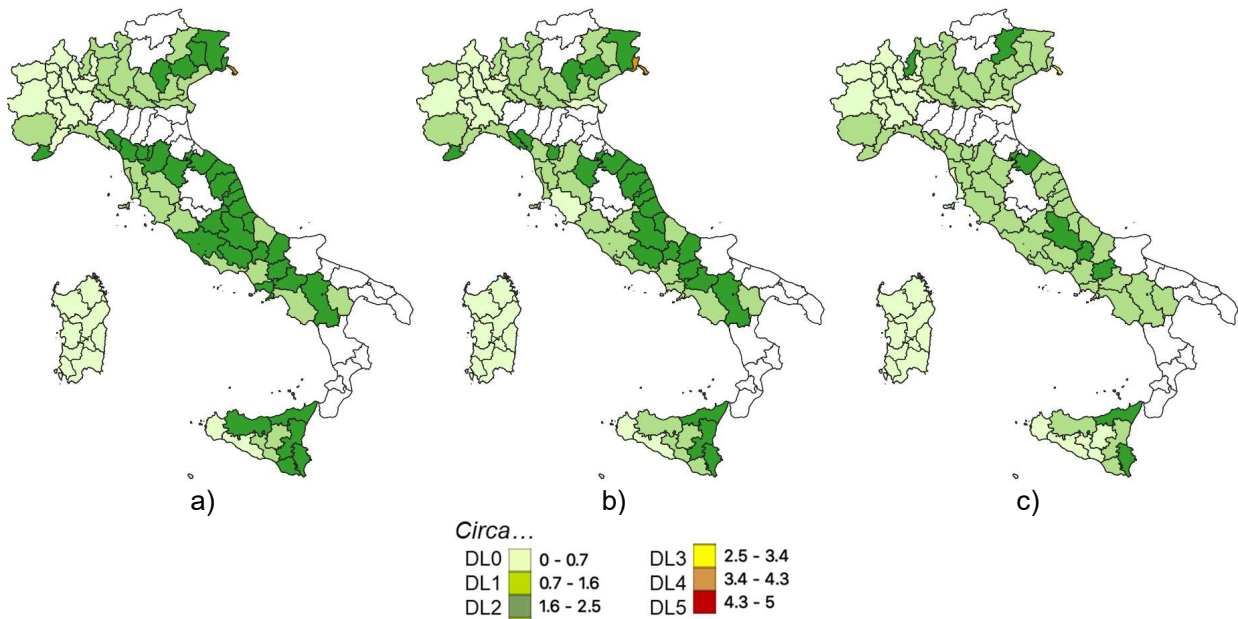 a) b) c)
Circa...
DL0 0 - 0.7 DL3 2.5 - 3.4
DL1 0.7 - 1.6 DL4 3.4 - 4.3
DL2 1.6 - 2.5 DL5 4.3 - 5